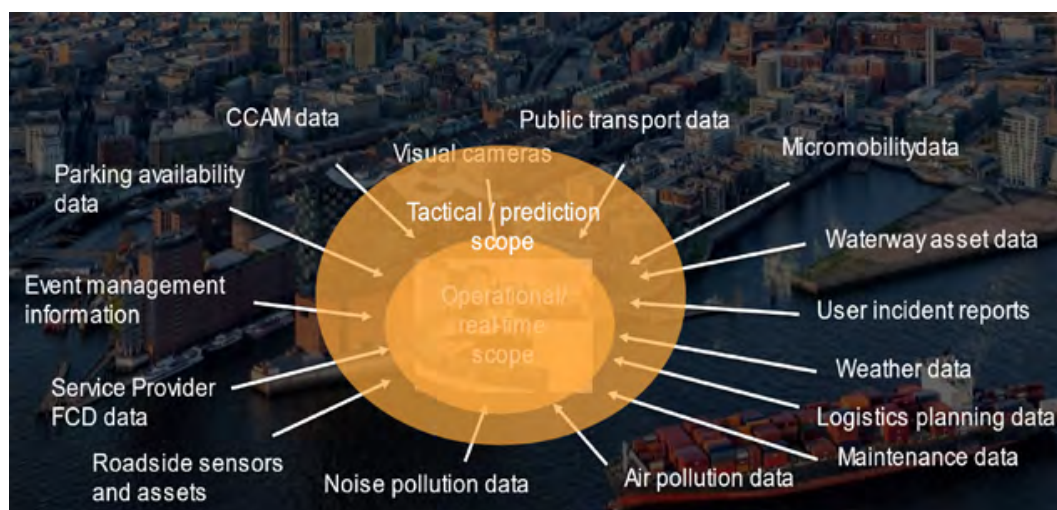 CCAM data
Public transport data
Visual cameras
Micromobilitydata
Parking availability
data
Tactical / prediction
scope
Waterway asset data
Event management
information
Operational/
real-time
scope
User incident reports
Weather data
Service Provider
FCD data
Logistics planning data
Roadside sensors
and assets
Noise pollution data
Air pollution data
Maintenance data